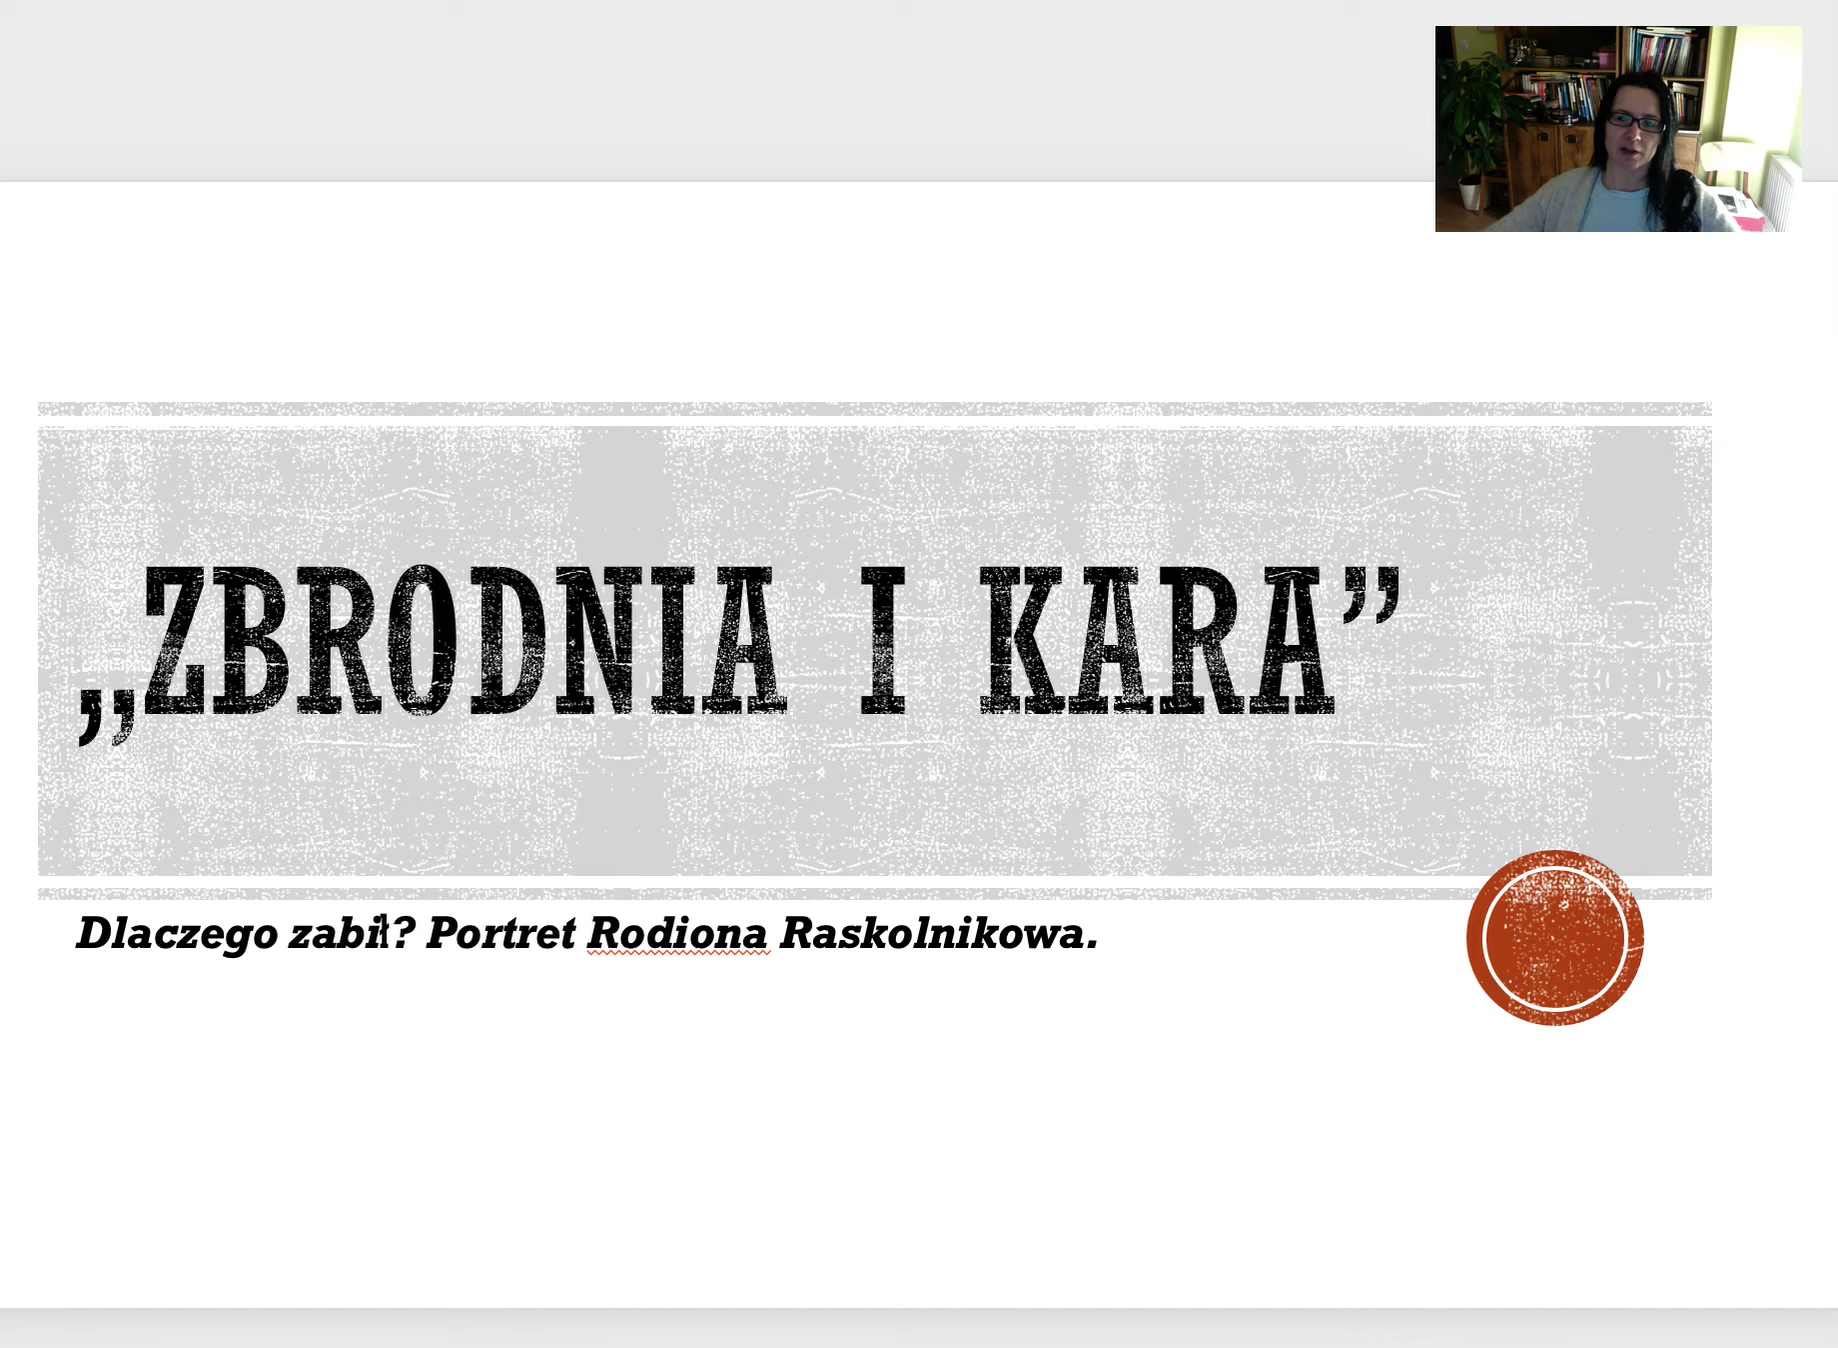 „ZBRODNIA I KARA”
Dlaczego zabił? Portret Rodiona Raskolnikowa.